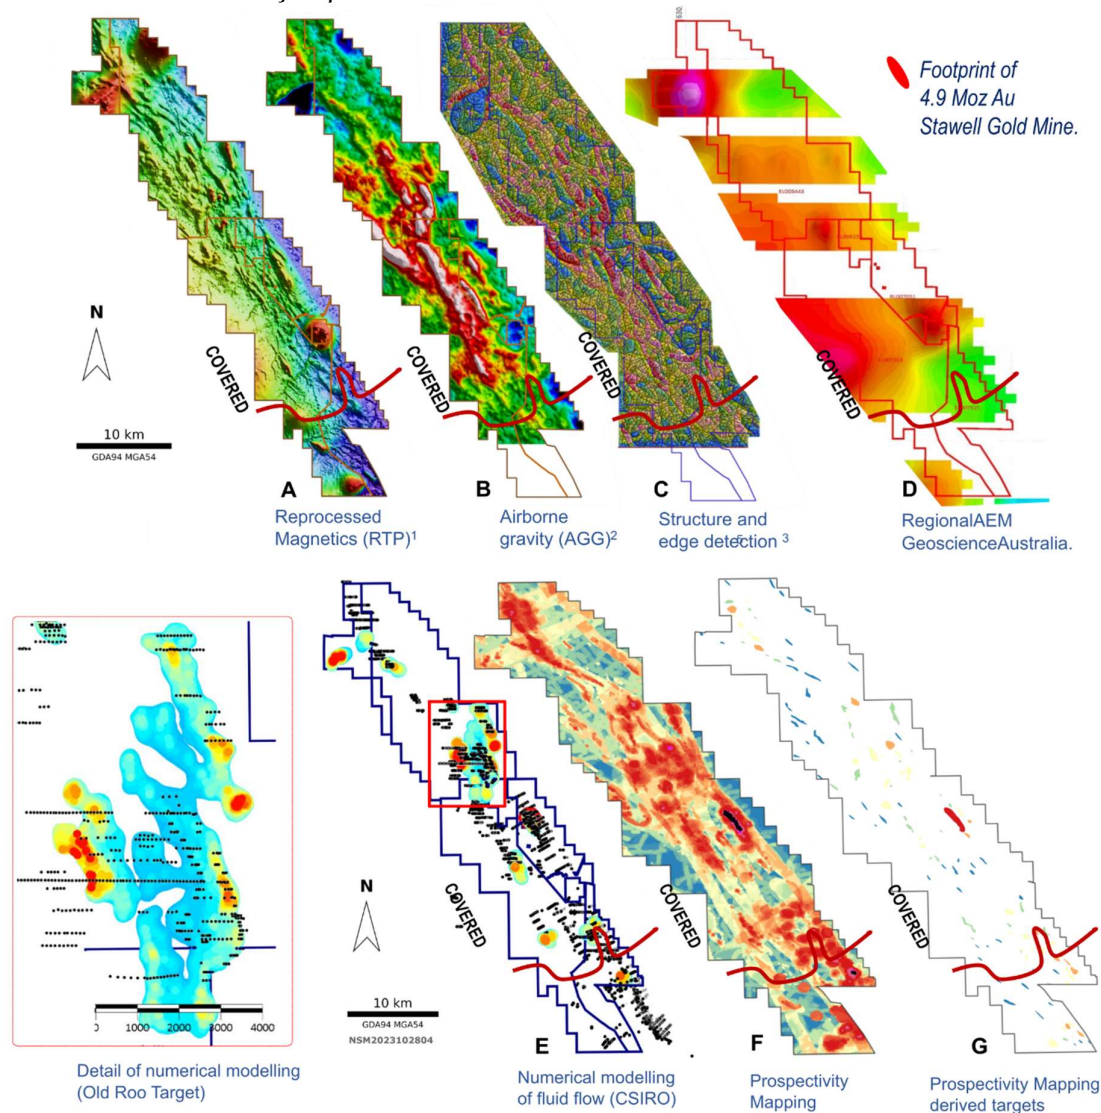 Footprint of
4.9 Moz Au
Stawell Gold Mine.
630.
EL005443
N
COVERED
COVERED
COVERED
COVERED
10 km
GDA94 MGA54
A
B
C
D
Reprocessed
Magnetics (RTP)1
Airborne
gravity (AGG)2
Structure and
edge detection 3
RegionalAEM
GeoscienceAustralia.
N
COVERED
COVERED
COVERED
0 1000 2000 3000 4000
10 km
GDA94 MGA54
NSM2023102804
E
F
G
Detail of numerical modelling
(Old Roo Target)
Numerical modelling
of fluid flow (CSIRO)
Prospectivity
Mapping
Prospectivity Mapping
derived targets